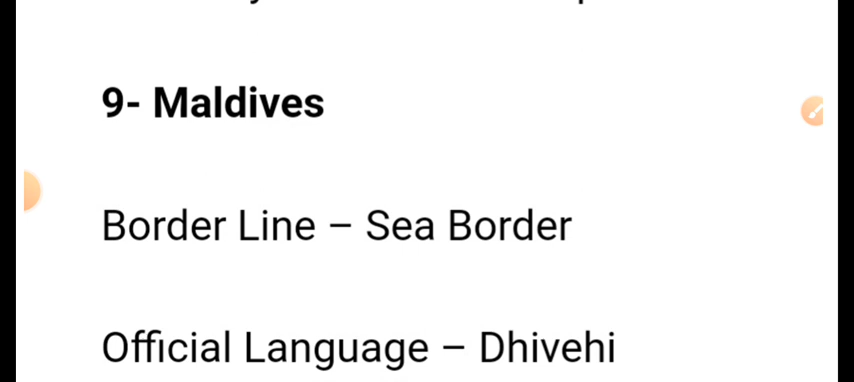 9- Maldives
Border Line – Sea Border
Official Language – Dhivehi